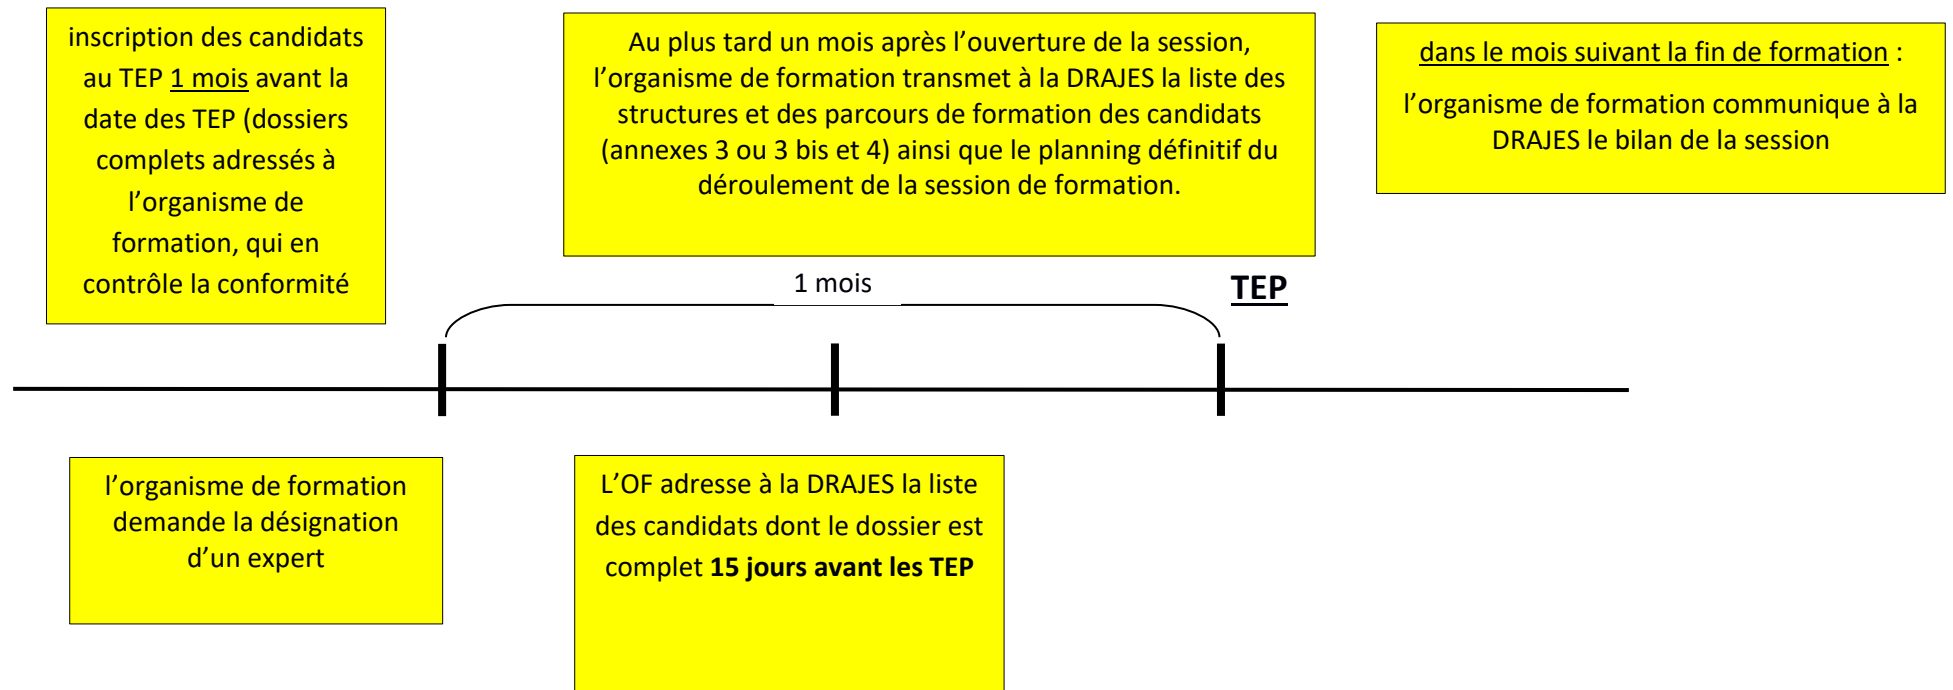 inscription des candidats
au TEP 1 mois avant la
date des TEP (dossiers
complets adressés à
l’organisme de
formation, qui en
contrôle la conformité
Au plus tard un mois après l’ouverture de la session,
l’organisme de formation transmet à la DRAJES la liste des
structures et des parcours de formation des candidats
(annexes 3 ou 3 bis et 4) ainsi que le planning définitif du
déroulement de la session de formation.
dans le mois suivant la fin de formation :
l’organisme de formation communique à la
DRAJES le bilan de la session
1 mois
TEP
l’organisme de formation
demande la désignation
d’un expert
L’OF adresse à la DRAJES la liste
des candidats dont le dossier est
complet 15 jours avant les TEP